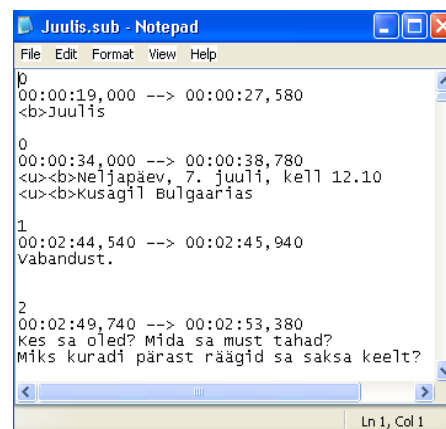 Juulis.sub - Notepad
File Edit Format View Help
0
00:00:19,000 --> 00:00:27,580
<b>Juulis
0
00:00:34,000 --> 00:00:38,780
<u><b>Neljapäev, 7. juuli, kell 12.10
<u><b>Kusagil Bulgaarias
1
00:02:44,540 --> 00:02:45,940
Vabandust.
2
00:02:49,740 --> 00:02:53,380
Kes sa oled? Mida sa must tahad?
Miks kuradi pärast räägid sa saksa keelt?
Ln 1, Col 1